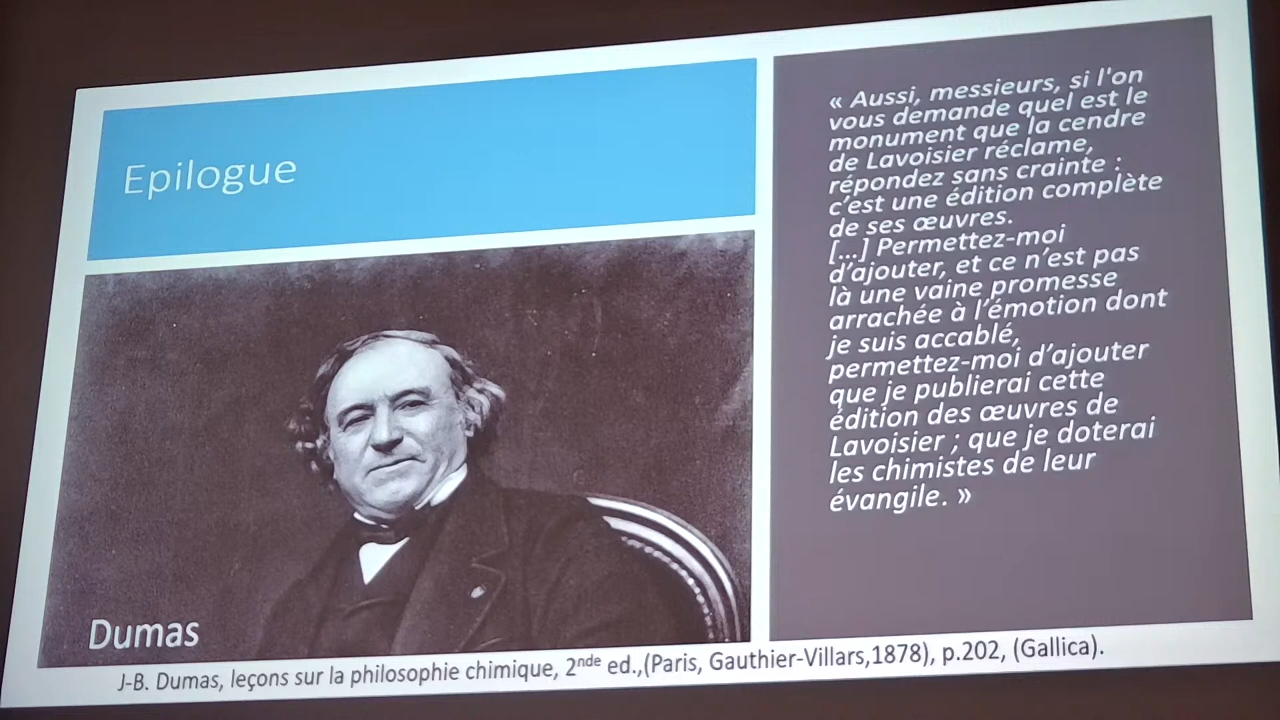 Epilogue
« Aussi, messieurs, si l'on
vous demande quel est le
monument que la cendre
de Lavoisier réclame,
répondez sans crainte :
c'est une édition complète
de ses œuvres.
[...] Permettez-moi
d'ajouter, et ce n'est pas
là une vaine promesse
arrachée à l'émotion dont
je suis accablé,
permettez-moi d'ajouter
que je publierai cette
édition des œuvres de
Lavoisier ; que je doterai
les chimistes de leur
évangile. »
Dumas
J-B. Dumas, leçons sur la philosophie chimique, 2nde ed.,(Paris, Gauthier-Villars,1878), p.202, (Gallica).